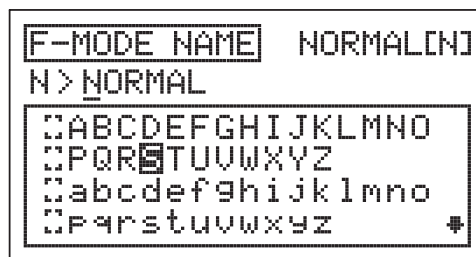 F-MODE NAME NORMAL[N]
N>NORMAL
ABCDEFGHIJKLMNO
PQRSTUVWXYZ
abcdefghijklmno
pqrstuvwxyz